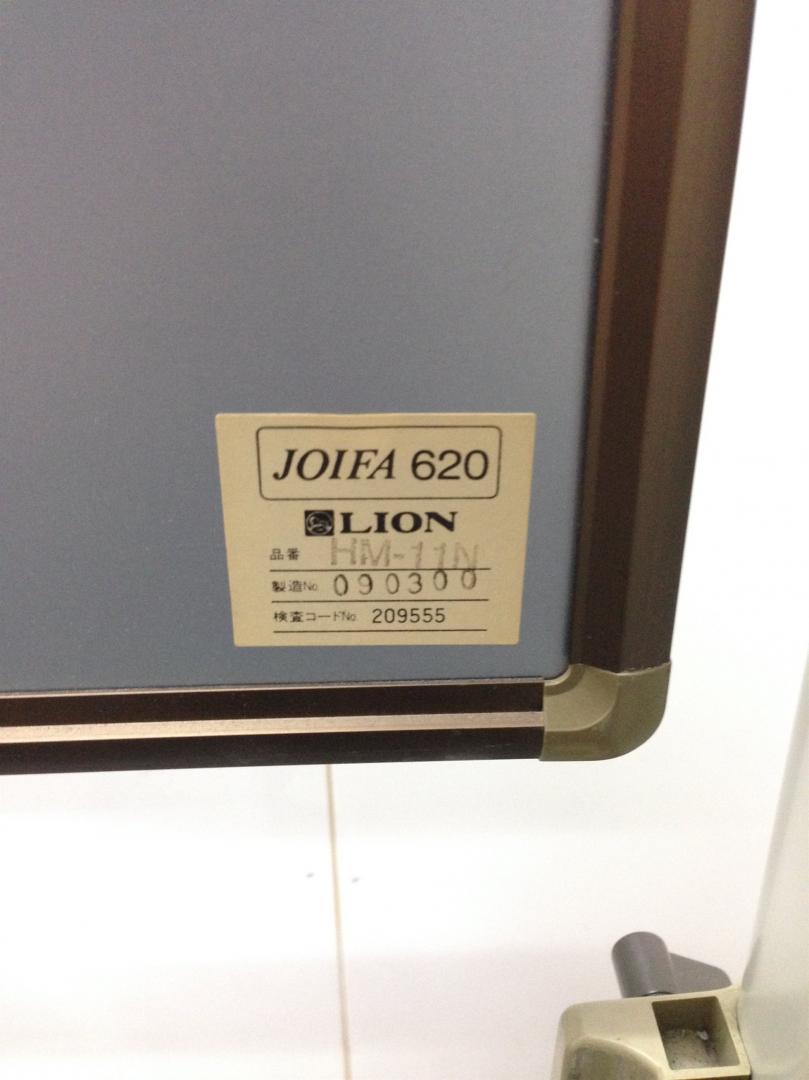 JOIFA 620
LION
品番 HM-11N
製造No. 090300
検査コードNo. 209555